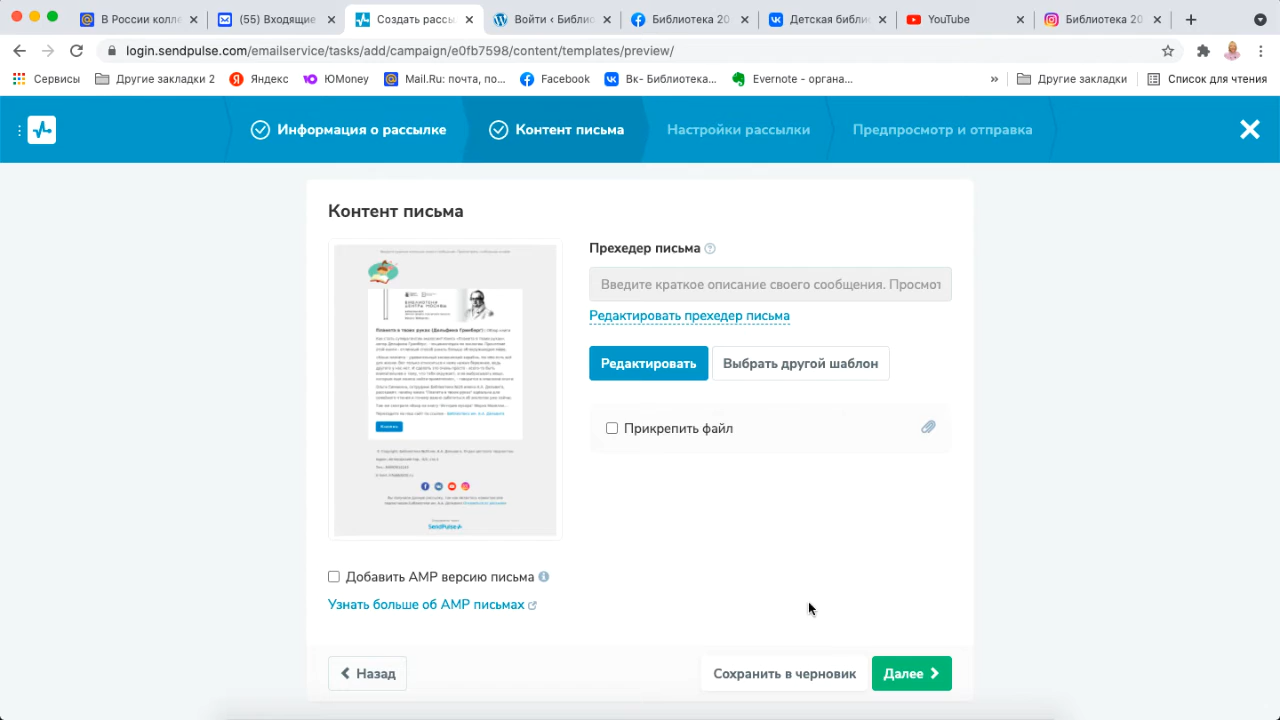 В России колл
(55) Входящие
Создать рассы
Войти ‹ Библио
Библиотека 20
Детская библи
YouTube
Библиотека 20
login.sendpulse.com/emailservice/tasks/add/campaign/e0fb7598/content/templates/preview/
Сервисы
Другие закладки 2
Яндекс
ЮMoney
Mail.Ru: почта, по...
Facebook
Вк- Библиотека...
Evernote - органа...
»
Другие закладки
Список для чтения
Информация о рассылке
Контент письма
Настройки рассылки
Предпросмотр и отправка
Контент письма
Прехедер письма
Введите краткое описание своего сообщения. Просмот
Редактировать прехедер письма
Редактировать
Выбрать другой шаблон
Прикрепить файл
SendPulse
Добавить AMP версию письма
Узнать больше об AMP письмах
Назад
Сохранить в черновик
Далее